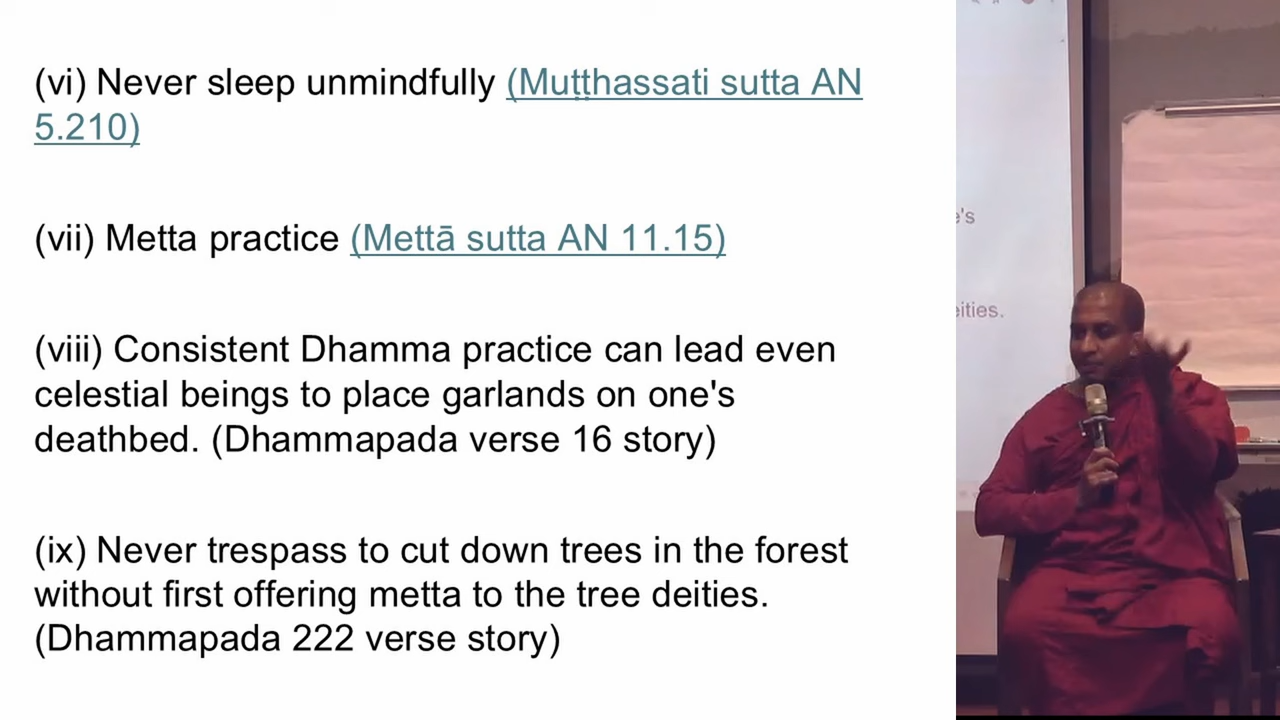 (vi) Never sleep unmindfully (Muṭṭhassati sutta AN
5.210)
(vii) Metta practice (Mettā sutta AN 11.15)
(viii) Consistent Dhamma practice can lead even
celestial beings to place garlands on one's
deathbed. (Dhammapada verse 16 story)
(ix) Never trespass to cut down trees in the forest
without first offering metta to the tree deities.
(Dhammapada 222 verse story)
e's
eities.